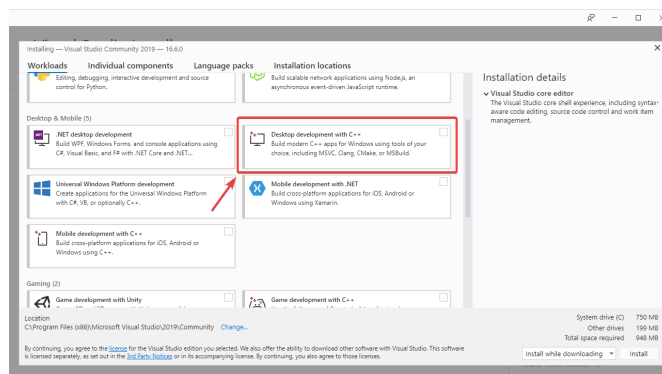 Installing — Visual Studio Community 2019 — 16.6.0
Workloads Individual components Language packs Installation locations
Editing, debugging, interactive development and source
control for Python.
Build scalable network applications using Node.js, an
asynchronous event-driven JavaScript runtime.
Desktop & Mobile (5)
.NET desktop development
Build WPF, Windows Forms, and console applications using
C#, Visual Basic, and F# with .NET Core and .NET...
Desktop development with C++
Build modern C++ apps for Windows using tools of your
choice, including MSVC, Clang, CMake, or MSBuild.
Universal Windows Platform development
Create applications for the Universal Windows Platform
with C#, VB, or optionally C++.
Mobile development with .NET
Build cross-platform applications for iOS, Android or
Windows using Xamarin.
Mobile development with C++
Build cross-platform applications for iOS, Android or
Windows using C++.
Gaming (2)
Game development with Unity
Game development with C++
Installation details
Visual Studio core editor
The Visual Studio core shell experience, including syntax-
aware code editing, source code control and work item
management.
Location
C:\Program Files (x86)\Microsoft Visual Studio\2019\Community Change...
System drive (C) 750 MB
Other drives 199 MB
Total space required 948 MB
By continuing, you agree to the license for the Visual Studio edition you selected. We also offer the ability to download other software with Visual Studio. This software
is licensed separately, as set out in the 3rd Party Notices or in its accompanying license. By continuing, you also agree to those licenses.
Install while downloading Install